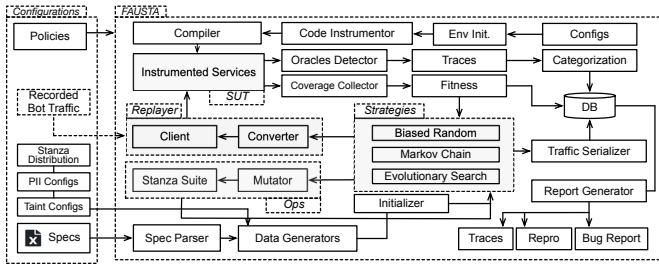 Configurations
FAUSTA
Policies
Compiler
Code Instrumentor
Env Init.
Configs
Instrumented Services
Oracles Detector
Traces
Categorization
Coverage Collector
Fitness
SUT
DB
Recorded
Bot Traffic
Replayer
Strategies
Client
Converter
Biased Random
Markov Chain
Evolutionary Search
Traffic Serializer
Stanza
Distribution
PII Configs
Taint Configs
Stanza Suite
Mutator
Ops
Initializer
Report Generator
X
Specs
Spec Parser
Data Generators
Traces
Repro
Bug Report